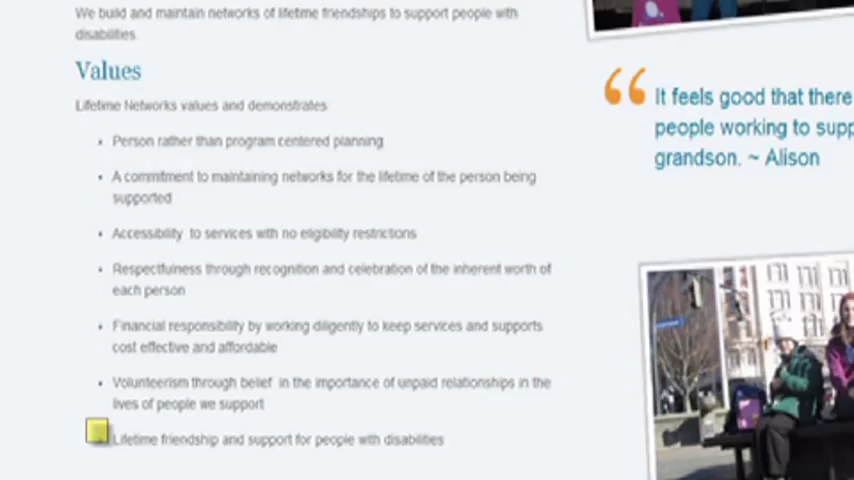 We build and maintain networks of lifetime friendships to support people with
disabilities.
Values
Lifetime Networks values and demonstrates:
Person rather than program centered planning
A commitment to maintaining networks for the lifetime of the person being
supported
Accessibility to services with no eligibility restrictions
Respectfulness through recognition and celebration of the inherent worth of
each person
Financial responsibility by working diligently to keep services and supports
cost effective and affordable
Volunteerism through belief in the importance of unpaid relationships in the
lives of people we support
Lifetime friendship and support for people with disabilities
“It feels good that there
people working to supp
grandson. ~ Alison